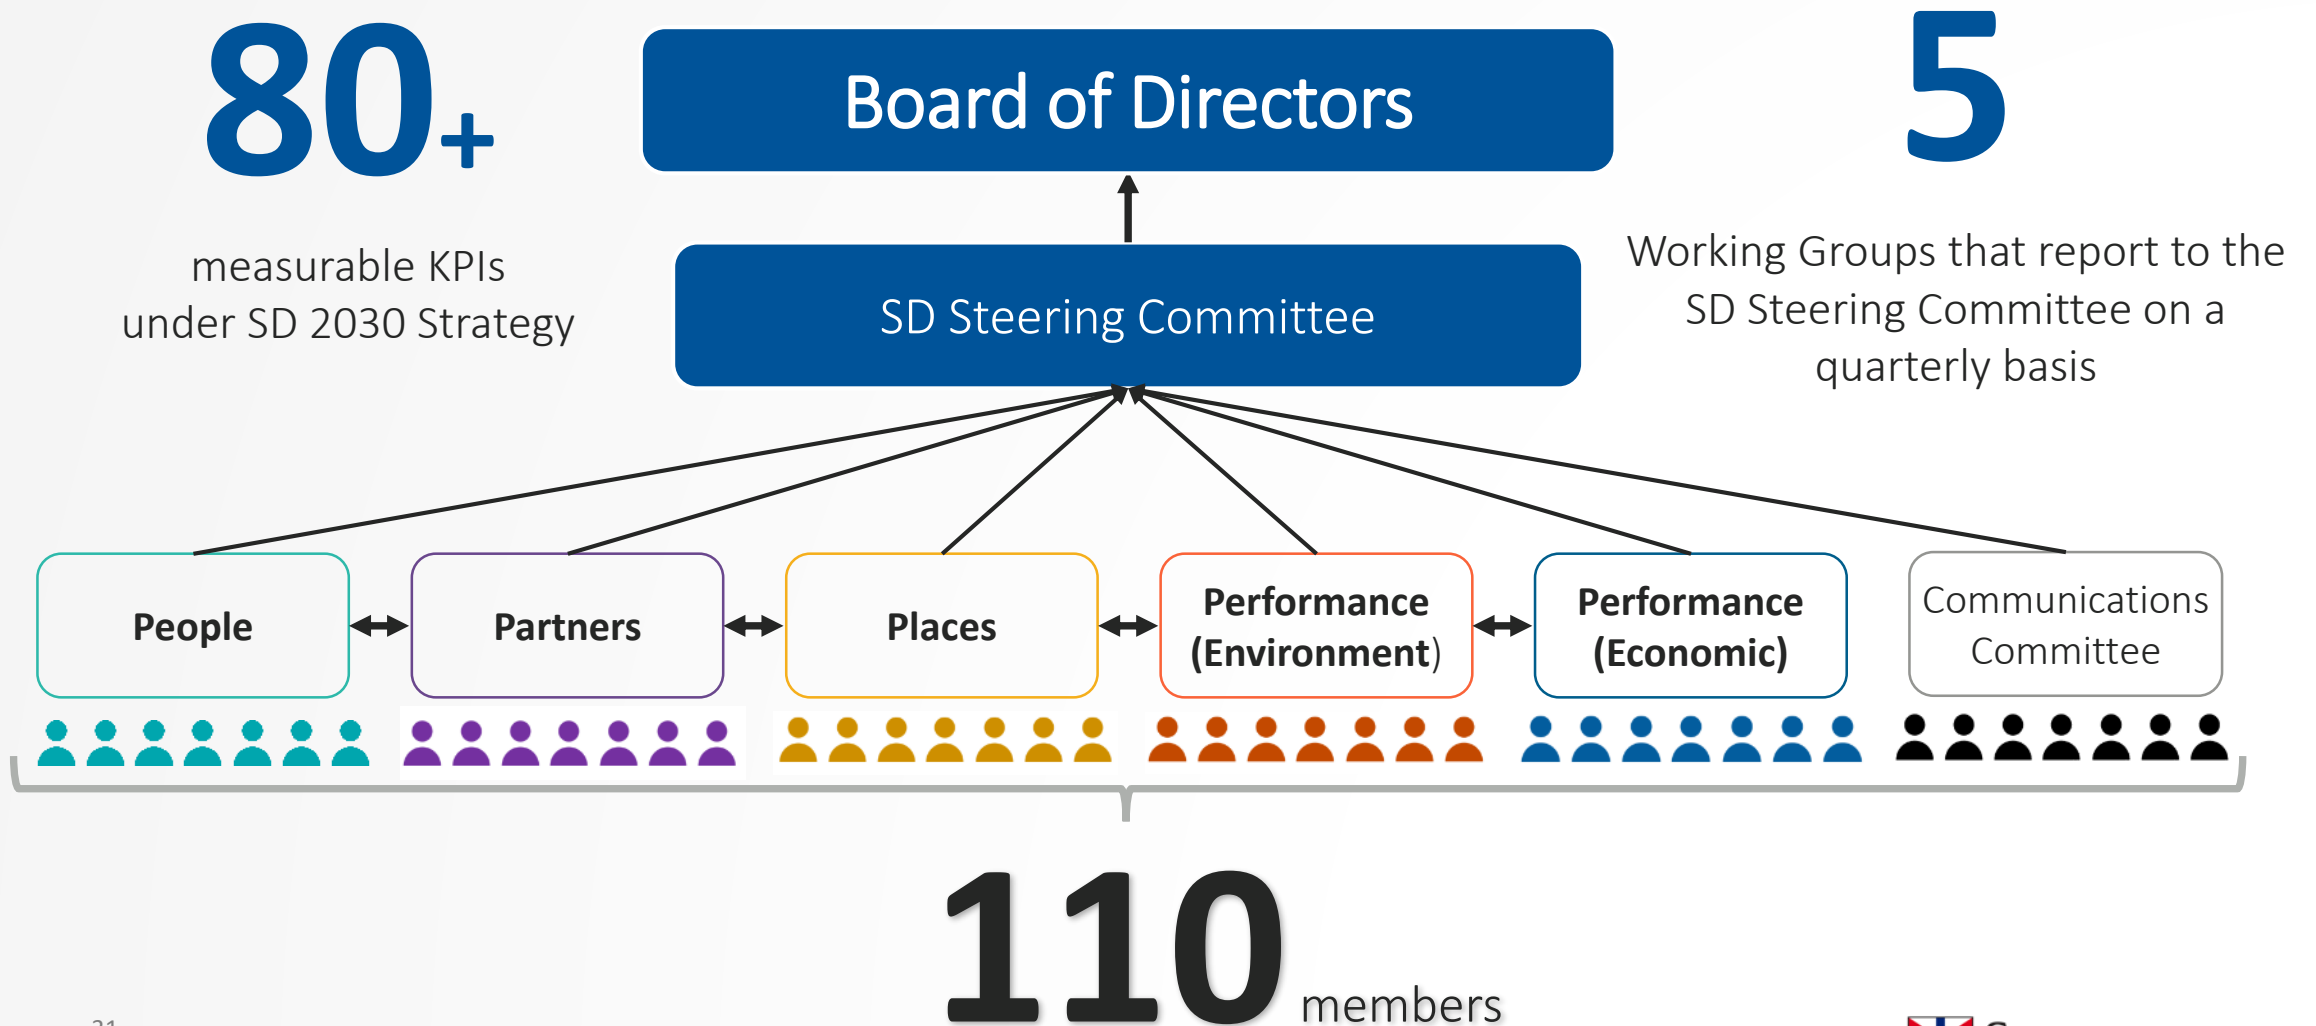 80+
measurable KPIs
under SD 2030 Strategy
Board of Directors
SD Steering Committee
5
Working Groups that report to the
SD Steering Committee on a
quarterly basis
People
Partners
Places
Performance
(Environment)
Performance
(Economic)
Communications
Committee
110 members